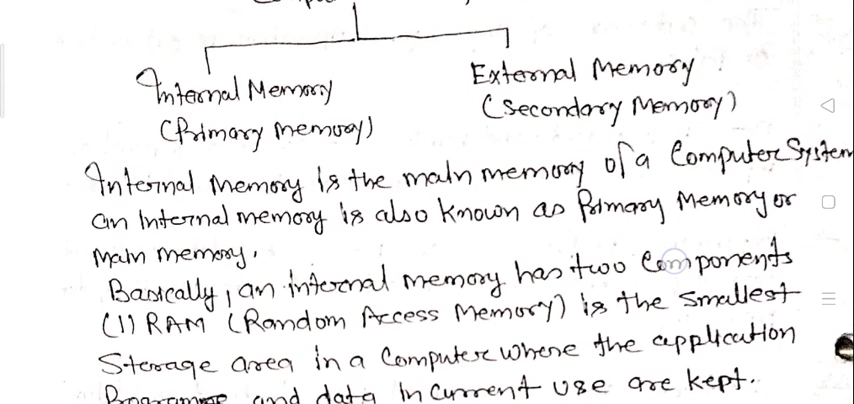 Internal Memory
(Primary memory)
External Memory
(Secondary Memory)
Internal Memory is the main memory of a Computer System
an Internal memory is also known as Primary Memory or
Main memory.
Basically, an internal memory has two Components
(1) RAM (Random Access Memory) is the smallest
Storage area in a Computer where the application
Programme and data in current use are kept.